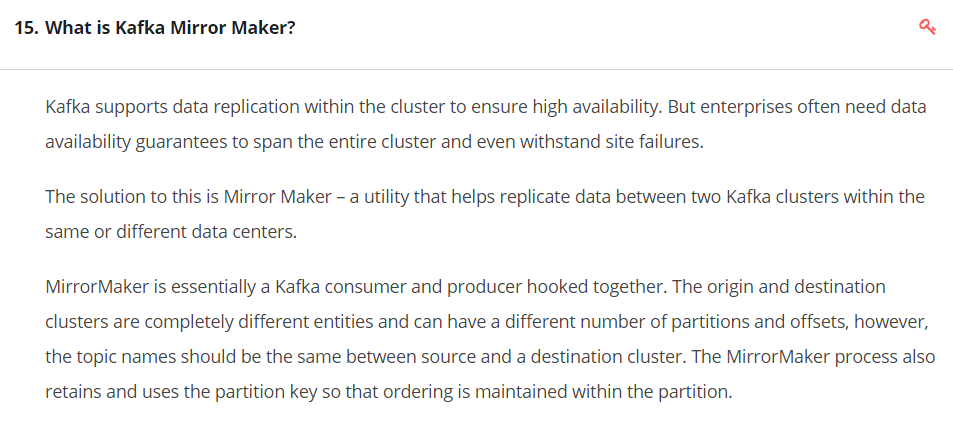 15. What is Kafka Mirror Maker?
Kafka supports data replication within the cluster to ensure high availability. But enterprises often need data
availability guarantees to span the entire cluster and even withstand site failures.
The solution to this is Mirror Maker – a utility that helps replicate data between two Kafka clusters within the
same or different data centers.
MirrorMaker is essentially a Kafka consumer and producer hooked together. The origin and destination
clusters are completely different entities and can have a different number of partitions and offsets, however,
the topic names should be the same between source and a destination cluster. The MirrorMaker process also
retains and uses the partition key so that ordering is maintained within the partition.